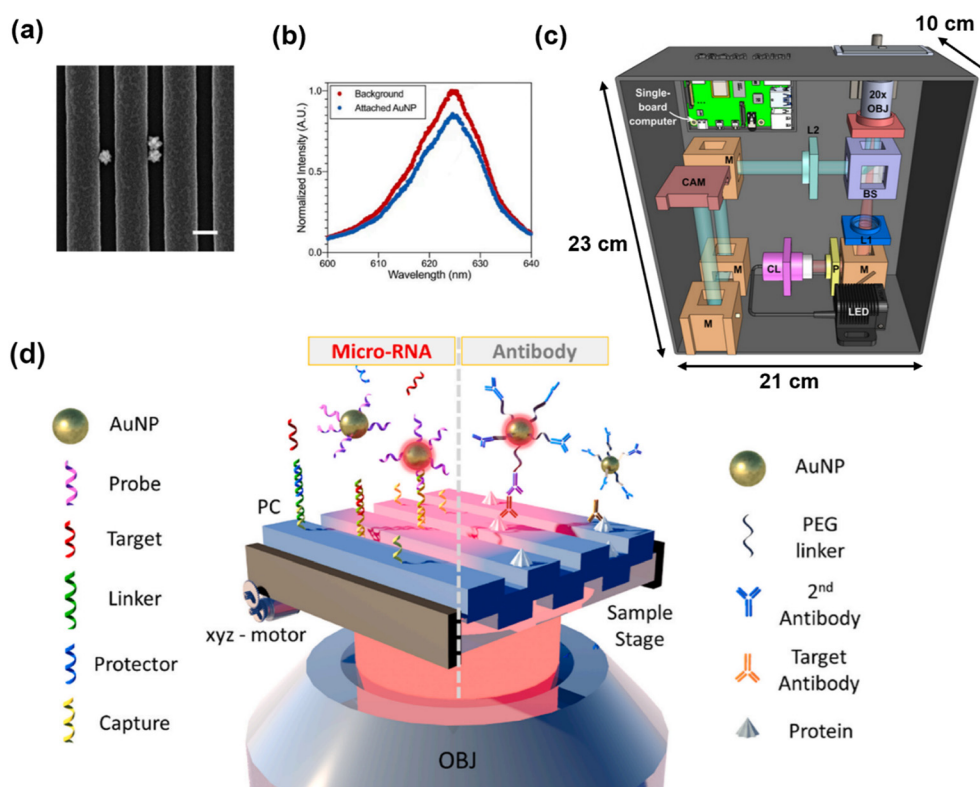 (a)
(b)
Normalized Intensity (A.U.)
1.0
0.5
0.0
Background
Attached AuNP
600
610
620
630
640
Wavelength (nm)
(c)
10 cm
23 cm
21 cm
Single-
board
computer
20x
OBJ
L2
M
CAM
BS
L1
M
CL
P
M
LED
M
(d)
Micro-RNA
Antibody
AuNP
Probe
Target
Linker
Protector
Capture
PC
xyz - motor
OBJ
Sample
Stage
AuNP
PEG
linker
2nd
Antibody
Target
Antibody
Protein